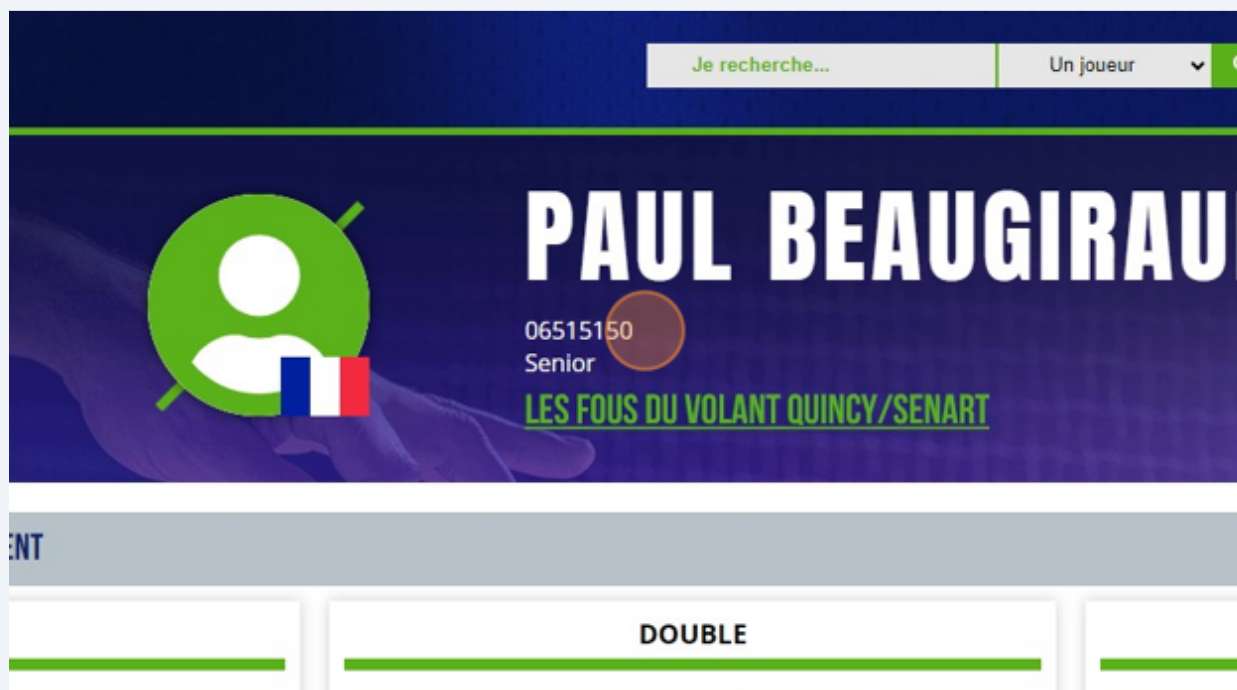 Je recherche... Un joueur
PAUL BEAUGIRAU
06515150
Senior
LES FOUS DU VOLANT QUINCY/SENART
ENT
DOUBLE